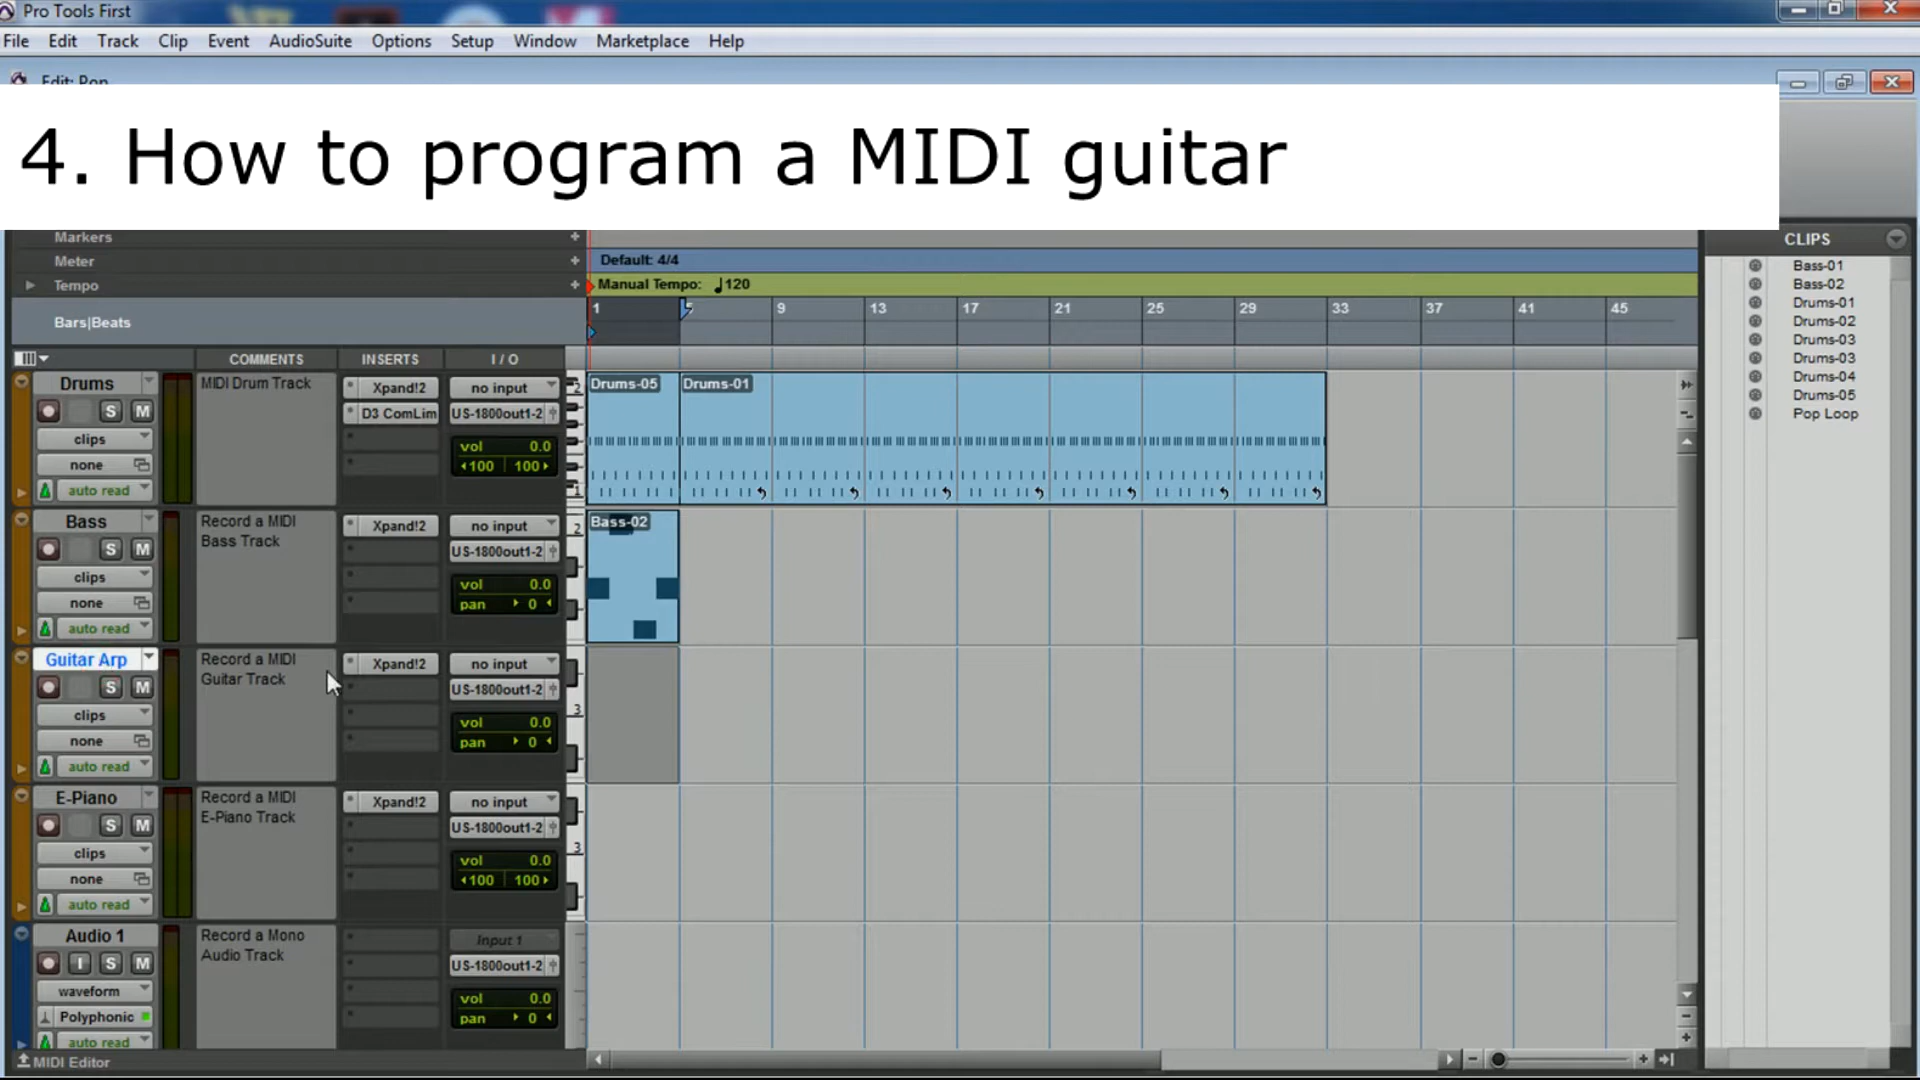 Pro Tools First
File Edit Track Clip Event AudioSuite Options Setup Window Marketplace Help
Edit: Pop
4. How to program a MIDI guitar
Markers +
Meter + Default: 4/4
Tempo + Manual Tempo: ♩120
Bars|Beats 1 5 9 13 17 21 25 29 33 37 41 45
COMMENTS INSERTS I / O
CLIPS
Bass-01
Bass-02
Drums-01
Drums-02
Drums-03
Drums-03
Drums-04
Drums-05
Pop Loop
Drums MIDI Drum Track Xpand!2 no input 2 Drums-05 Drums-01
S M D3 ComLim US-1800out1-2
clips vol 0.0
none 100 100
auto read 1
Bass Record a MIDI Xpand!2 no input 2 Bass-02
Bass Track
S M US-1800out1-2
clips vol 0.0
none pan 0
auto read
Guitar Arp Record a MIDI Xpand!2 no input
Guitar Track
S M US-1800out1-2
clips vol 0.0 3
none pan 0
auto read
E-Piano Record a MIDI Xpand!2 no input
E-Piano Track
S M US-1800out1-2
clips vol 0.0 3
none 100 100
auto read
Audio 1 Record a Mono Input 1
Audio Track
I S M US-1800out1-2
waveform vol 0.0
Polyphonic pan 0
auto read
MIDI Editor